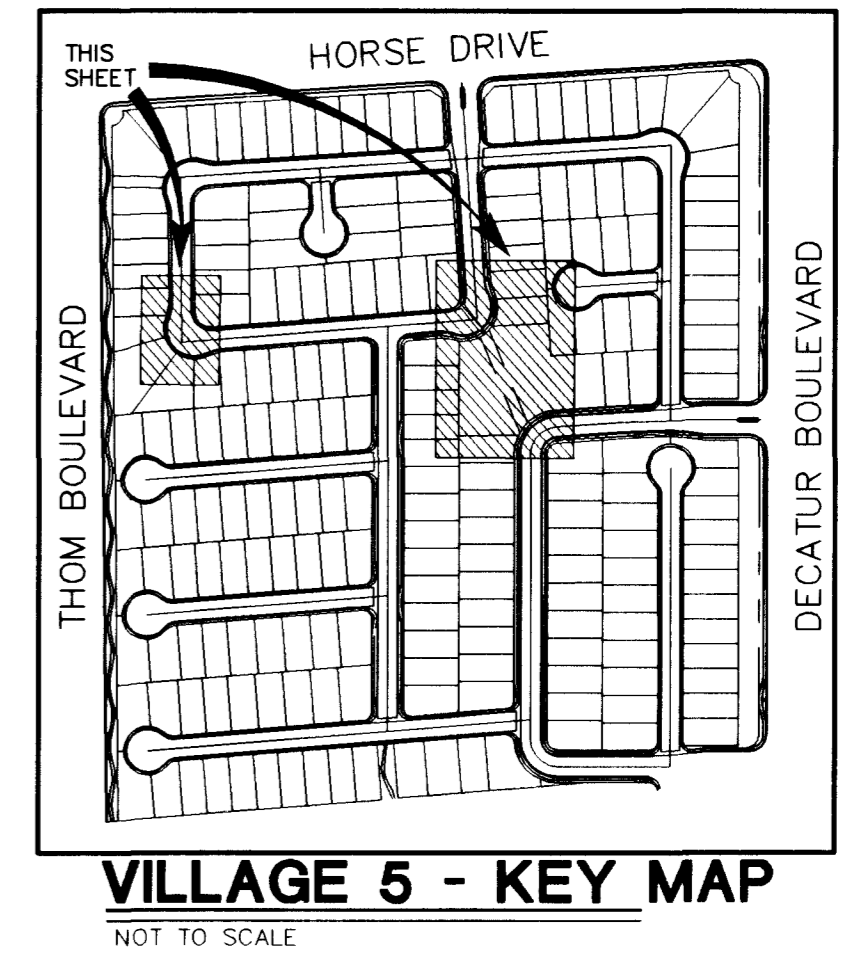 THIS
SHEET
HORSE DRIVE
THOM BOULEVARD
DECATUR BOULEVARD
VILLAGE 5 - KEY MAP
NOT TO SCALE